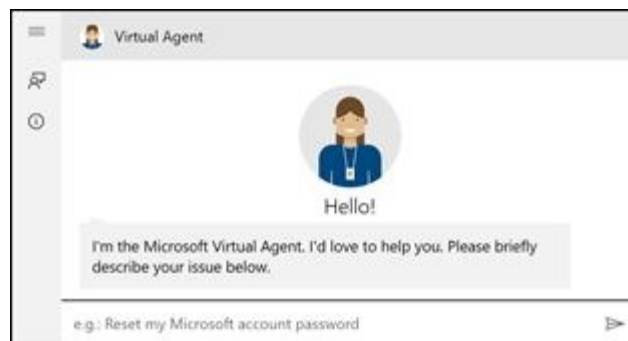 Virtual Agent
Hello!
I'm the Microsoft Virtual Agent. I'd love to help you. Please briefly
describe your issue below.
e.g.: Reset my Microsoft account password